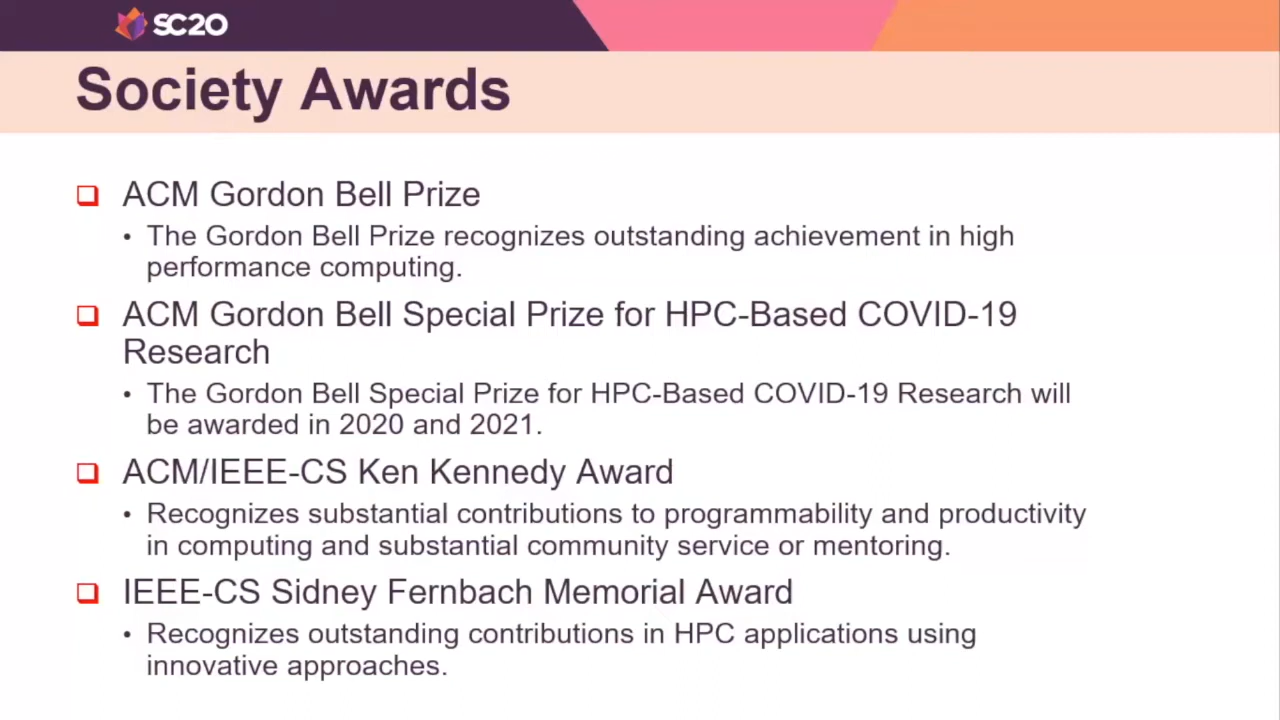 SC20
Society Awards
ACM Gordon Bell Prize
• The Gordon Bell Prize recognizes outstanding achievement in high
performance computing.
ACM Gordon Bell Special Prize for HPC-Based COVID-19
Research
• The Gordon Bell Special Prize for HPC-Based COVID-19 Research will
be awarded in 2020 and 2021.
ACM/IEEE-CS Ken Kennedy Award
• Recognizes substantial contributions to programmability and productivity
in computing and substantial community service or mentoring.
IEEE-CS Sidney Fernbach Memorial Award
• Recognizes outstanding contributions in HPC applications using
innovative approaches.